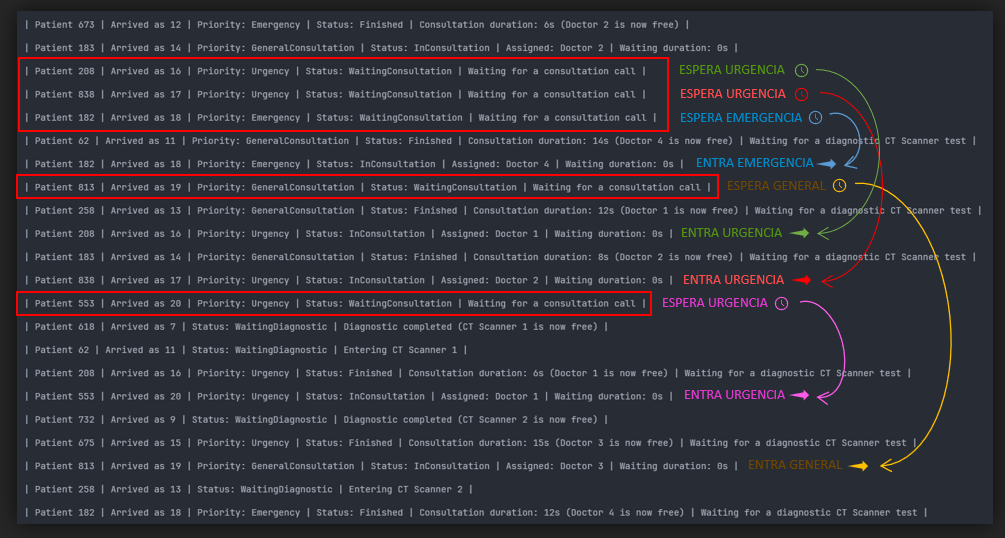 | Patient 673 | Arrived as 12 | Priority: Emergency | Status: Finished | Consultation duration: 6s (Doctor 2 is now free) |
| Patient 183 | Arrived as 14 | Priority: GeneralConsultation | Status: InConsultation | Assigned: Doctor 2 | Waiting duration: 0s |
| Patient 208 | Arrived as 16 | Priority: Urgency | Status: WaitingConsultation | Waiting for a consultation call | ESPERA URGENCIA
| Patient 838 | Arrived as 17 | Priority: Urgency | Status: WaitingConsultation | Waiting for a consultation call | ESPERA URGENCIA
| Patient 182 | Arrived as 18 | Priority: Emergency | Status: WaitingConsultation | Waiting for a consultation call | ESPERA EMERGENCIA
| Patient 62 | Arrived as 11 | Priority: GeneralConsultation | Status: Finished | Consultation duration: 14s (Doctor 4 is now free) | Waiting for a diagnostic CT Scanner test |
| Patient 182 | Arrived as 18 | Priority: Emergency | Status: InConsultation | Assigned: Doctor 4 | Waiting duration: 0s | ENTRA EMERGENCIA
| Patient 813 | Arrived as 19 | Priority: GeneralConsultation | Status: WaitingConsultation | Waiting for a consultation call | ESPERA GENERAL
| Patient 258 | Arrived as 13 | Priority: GeneralConsultation | Status: Finished | Consultation duration: 12s (Doctor 1 is now free) | Waiting for a diagnostic CT Scanner test |
| Patient 208 | Arrived as 16 | Priority: Urgency | Status: InConsultation | Assigned: Doctor 1 | Waiting duration: 0s | ENTRA URGENCIA
| Patient 183 | Arrived as 14 | Priority: GeneralConsultation | Status: Finished | Consultation duration: 8s (Doctor 2 is now free) | Waiting for a diagnostic CT Scanner test |
| Patient 838 | Arrived as 17 | Priority: Urgency | Status: InConsultation | Assigned: Doctor 2 | Waiting duration: 0s | ENTRA URGENCIA
| Patient 553 | Arrived as 20 | Priority: Urgency | Status: WaitingConsultation | Waiting for a consultation call | ESPERA URGENCIA
| Patient 618 | Arrived as 7 | Status: WaitingDiagnostic | Diagnostic completed (CT Scanner 1 is now free) |
| Patient 62 | Arrived as 11 | Status: WaitingDiagnostic | Entering CT Scanner 1 |
| Patient 208 | Arrived as 16 | Priority: Urgency | Status: Finished | Consultation duration: 6s (Doctor 1 is now free) | Waiting for a diagnostic CT Scanner test |
| Patient 553 | Arrived as 20 | Priority: Urgency | Status: InConsultation | Assigned: Doctor 1 | Waiting duration: 0s | ENTRA URGENCIA
| Patient 732 | Arrived as 9 | Status: WaitingDiagnostic | Diagnostic completed (CT Scanner 2 is now free) |
| Patient 675 | Arrived as 15 | Priority: Urgency | Status: Finished | Consultation duration: 15s (Doctor 3 is now free) | Waiting for a diagnostic CT Scanner test |
| Patient 813 | Arrived as 19 | Priority: GeneralConsultation | Status: InConsultation | Assigned: Doctor 3 | Waiting duration: 0s | ENTRA GENERAL
| Patient 258 | Arrived as 13 | Status: WaitingDiagnostic | Entering CT Scanner 2 |
| Patient 182 | Arrived as 18 | Priority: Emergency | Status: Finished | Consultation duration: 12s (Doctor 4 is now free) | Waiting for a diagnostic CT Scanner test |